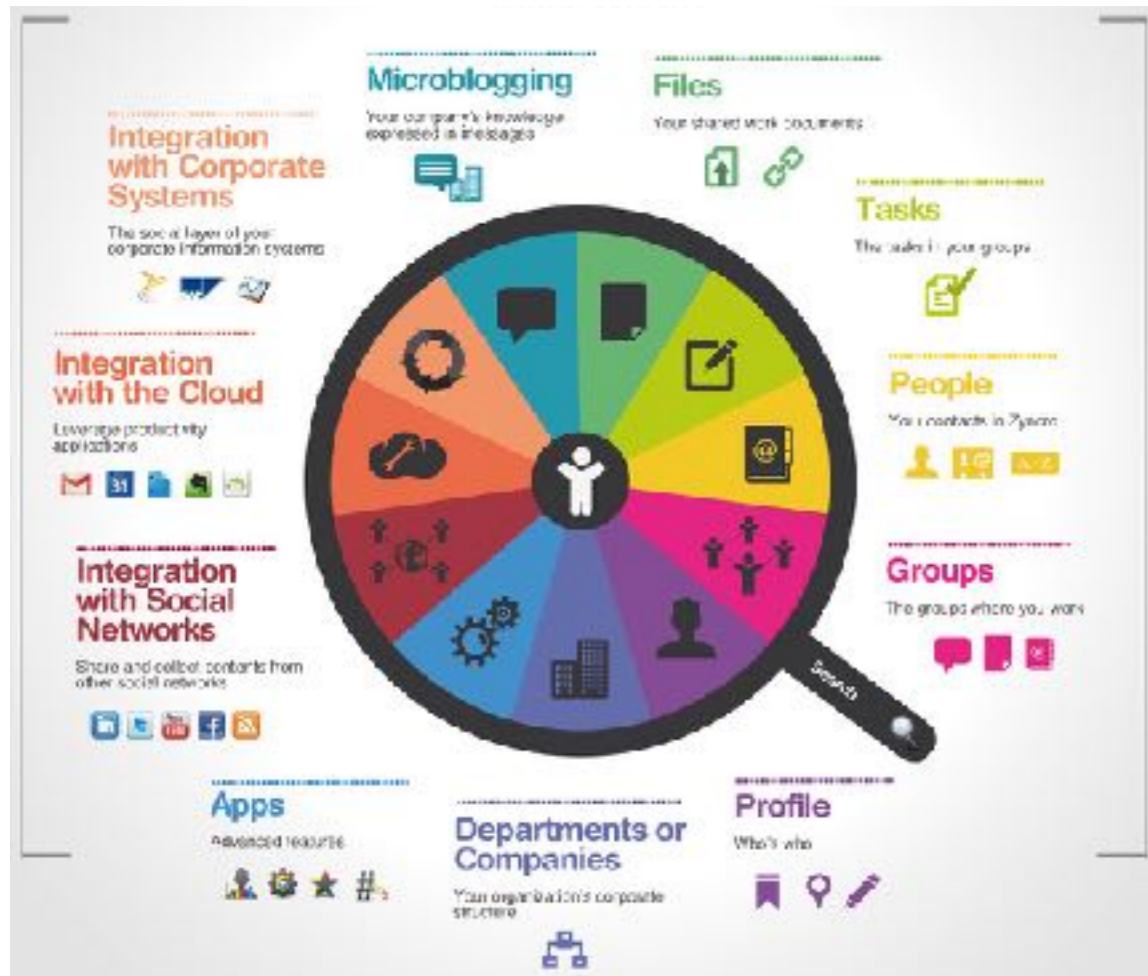 Microblogging
Your company's knowledge
expressed in messages
Files
Your shared work documents
Integration
with Corporate
Systems
The social layer of your
corporate information systems
Tasks
The tasks in your groups
Integration
with the Cloud
Leverage productivity
applications
31
People
Your contacts in Zyncro
Integration
with Social
Networks
Share and collect contents from
other social networks
Groups
The groups where you work
Search
Apps
Advanced features
Departments or
Companies
Your organization's corporate
structure
Profile
Who's who